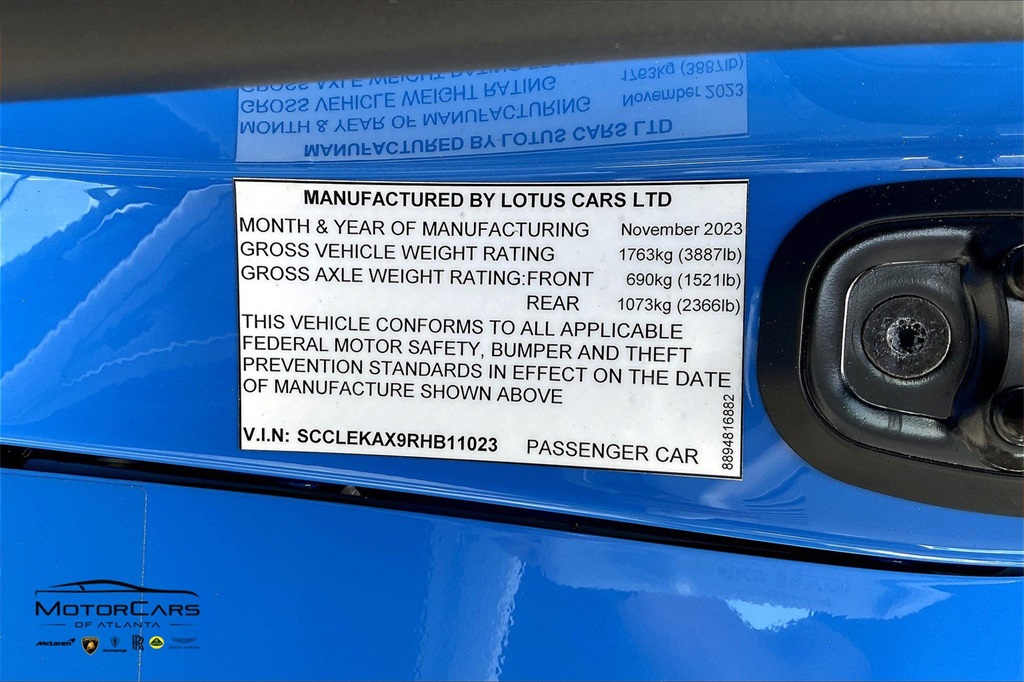 MANUFACTURED BY LOTUS CARS LTD
MONTH & YEAR OF MANUFACTURING November 2023
GROSS VEHICLE WEIGHT RATING 1763kg (3887lb)
GROSS AXLE WEIGHT RATING: FRONT 690kg (1521lb)
REAR 1073kg (2366lb)
THIS VEHICLE CONFORMS TO ALL APPLICABLE
FEDERAL MOTOR SAFETY, BUMPER AND THEFT
PREVENTION STANDARDS IN EFFECT ON THE DATE
OF MANUFACTURE SHOWN ABOVE
V.I.N: SCCLEKAX9RHB11023 PASSENGER CAR
8894816882
MOTORCARS
OF ATLANTA
McLaren